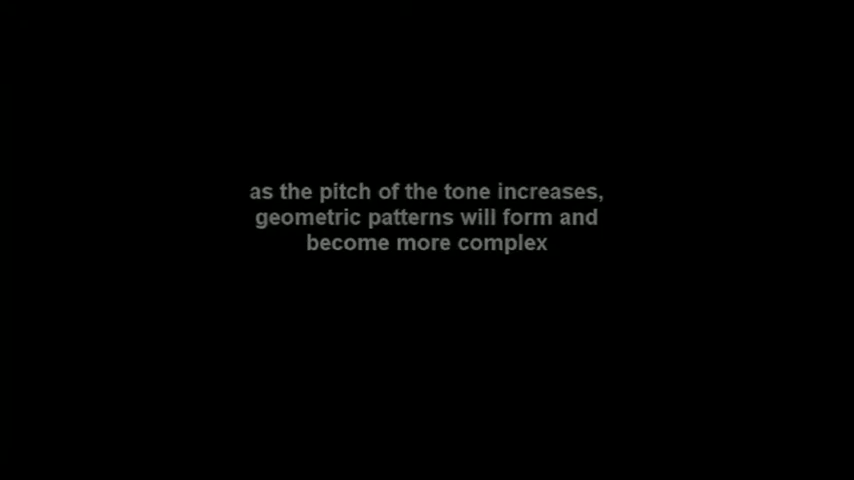 as the pitch of the tone increases,
geometric patterns will form and
become more complex